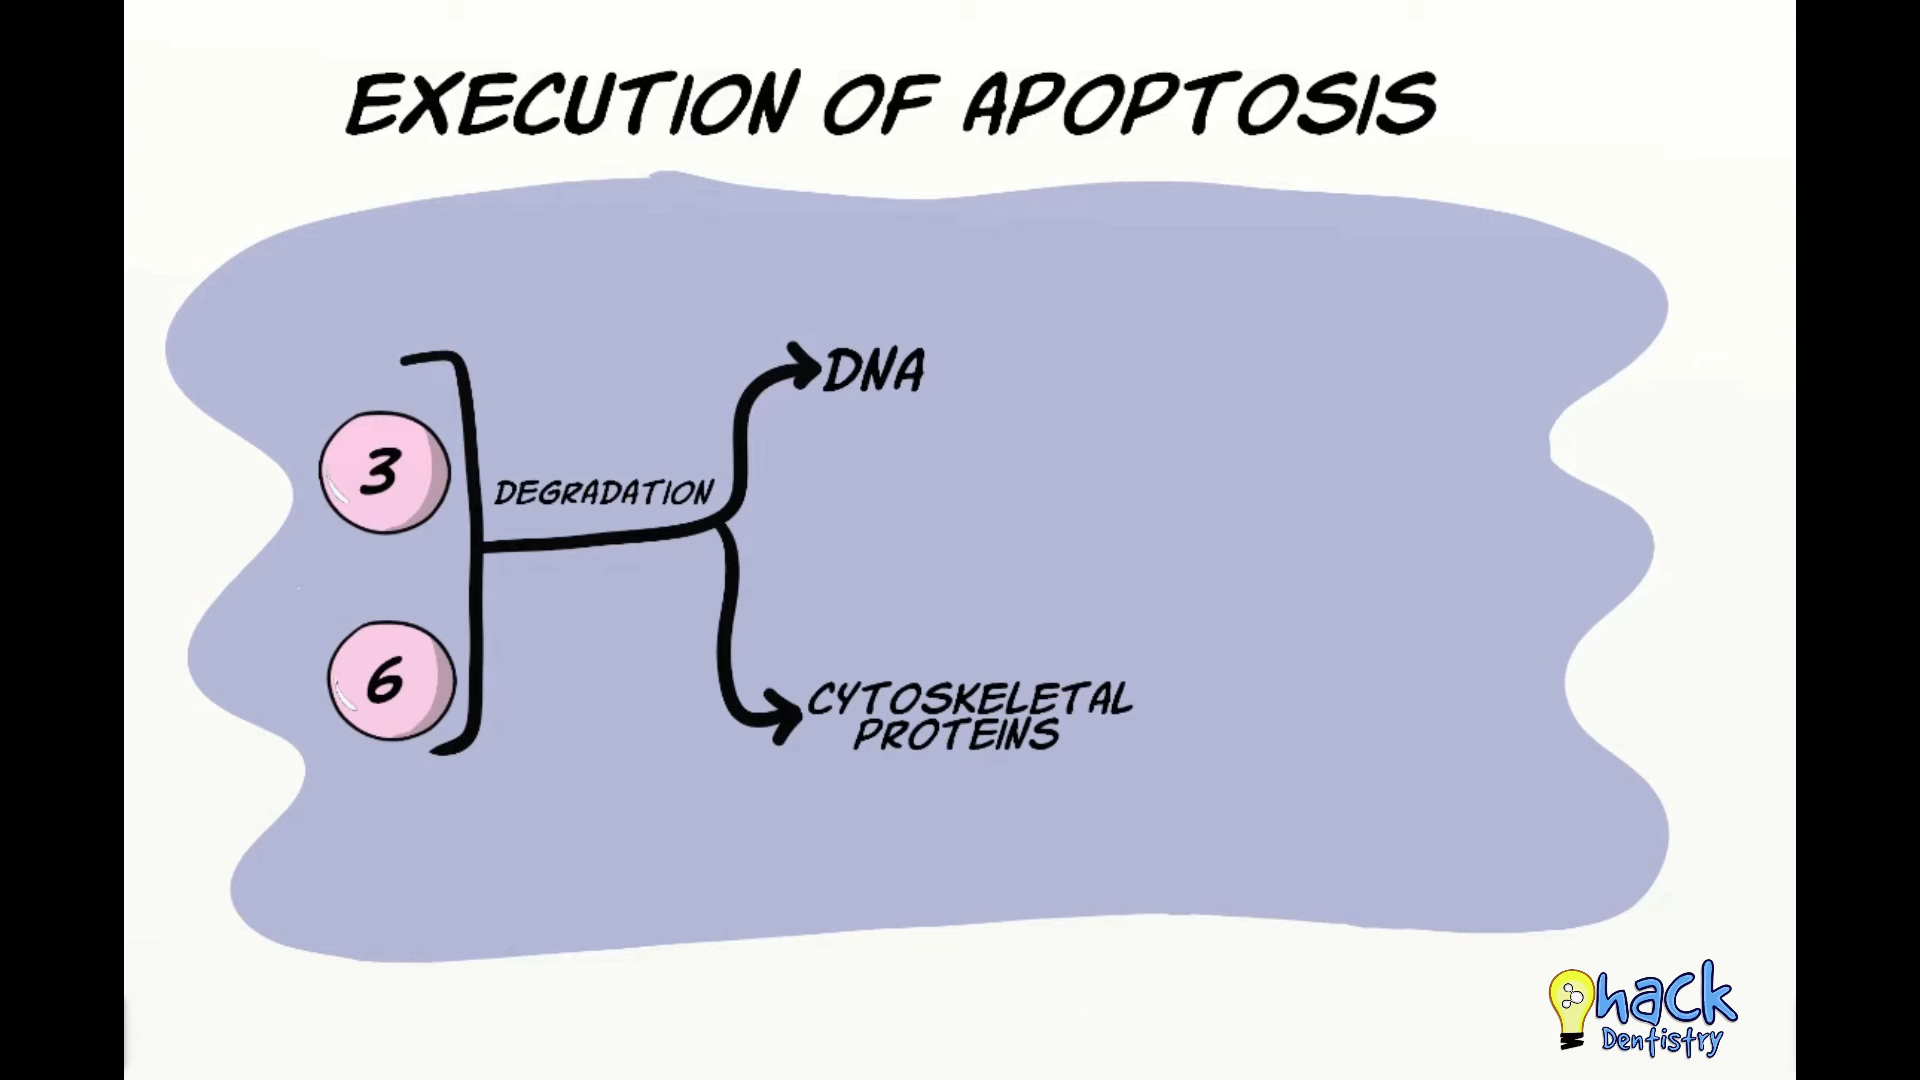 EXECUTION OF APOPTOSIS
DNA
3
DEGRADATION
6
CYTOSKELETAL
PROTEINS
hack
Dentistry